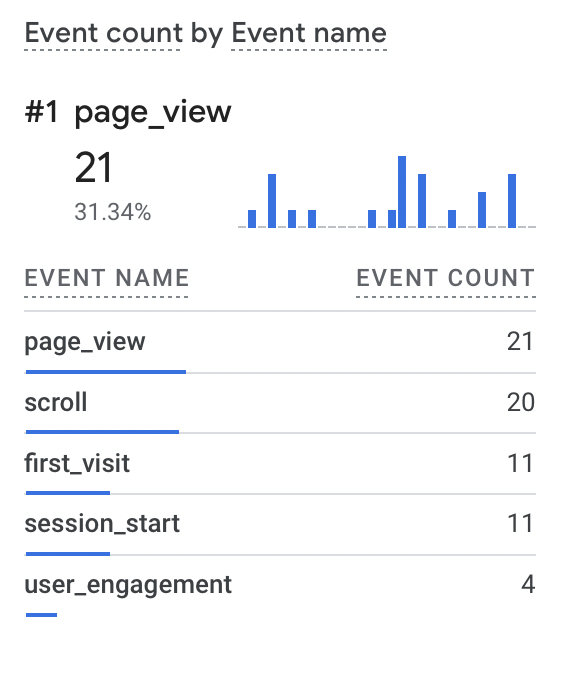 Event count by Event name
#1 page_view
21
31.34%
EVENT NAME EVENT COUNT
page_view 21
scroll 20
first_visit 11
session_start 11
user_engagement 4